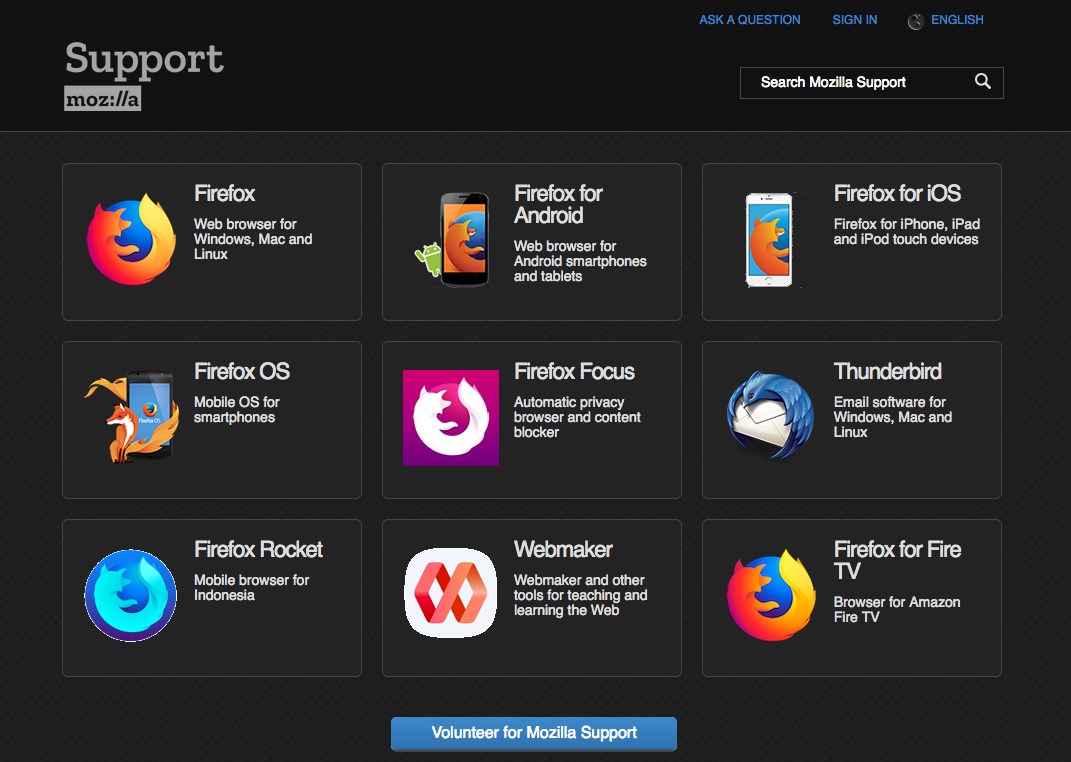 ASK A QUESTION SIGN IN ENGLISH
Support
moz://a
Search Mozilla Support
Firefox
Web browser for
Windows, Mac and
Linux
Firefox for
Android
Web browser for
Android smartphones
and tablets
Firefox for iOS
Firefox for iPhone, iPad
and iPod touch devices
Firefox OS
Mobile OS for
smartphones
Firefox OS
Firefox Focus
Automatic privacy
browser and content
blocker
Thunderbird
Email software for
Windows, Mac and
Linux
Firefox Rocket
Mobile browser for
Indonesia
Webmaker
Webmaker and other
tools for teaching and
learning the Web
Firefox for Fire
TV
Browser for Amazon
Fire TV
Volunteer for Mozilla Support